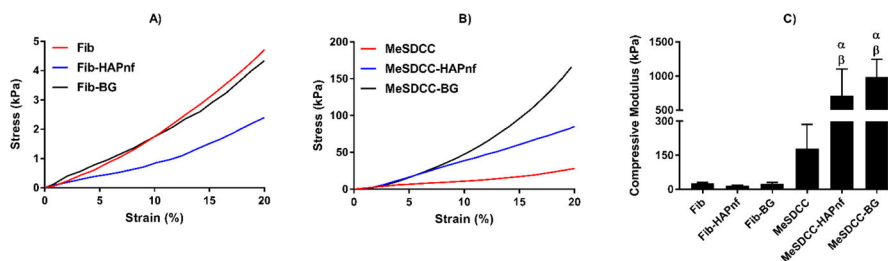 A)
Stress (kPa)
5
4
3
2
1
0
Fib
Fib-HAPnf
Fib-BG
0
5
10
15
20
Strain (%)
B)
Stress (kPa)
200
150
100
50
0
MeSDCC
MeSDCC-HAPnf
MeSDCC-BG
0
5
10
15
20
Strain (%)
C)
Compressive Modulus (kPa)
1500
1000
500
300
150
0
α
β
α
β
Fib
Fib-HAPnf
Fib-BG
MeSDCC
MeSDCC-HAPnf
MeSDCC-BG